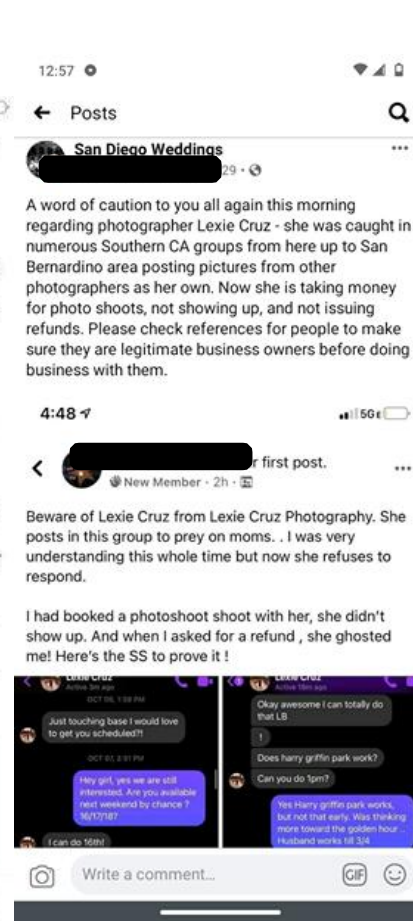 12:57
Posts
San Diego Weddings
29 ·
A word of caution to you all again this morning
regarding photographer Lexie Cruz - she was caught in
numerous Southern CA groups from here up to San
Bernardino area posting pictures from other
photographers as her own. Now she is taking money
for photo shoots, not showing up, and not issuing
refunds. Please check references for people to make
sure they are legitimate business owners before doing
business with them.
4:48
5GE
r first post.
New Member · 2h ·
Beware of Lexie Cruz from Lexie Cruz Photography. She
posts in this group to prey on moms. . I was very
understanding this whole time but now she refuses to
respond.
I had booked a photoshoot shoot with her, she didn't
show up. And when I asked for a refund , she ghosted
me! Here's the SS to prove it !
Lexie Cruz
Active 3m ago
Just touching base I would love
to get you scheduled?!
Hey girl, yes we are still
interested. Are you available
next weekend by chance ?
16/17/18?
I can do 16th!
Lexie Cruz
Okay awesome I can totally do
that LB
!
Does harry griffin park work?
Can you do 1pm?
Yes Harry griffin park works,
but not that early. Was thinking
more toward the golden hour ..
Husband works till 3/4
Write a comment...
GIF